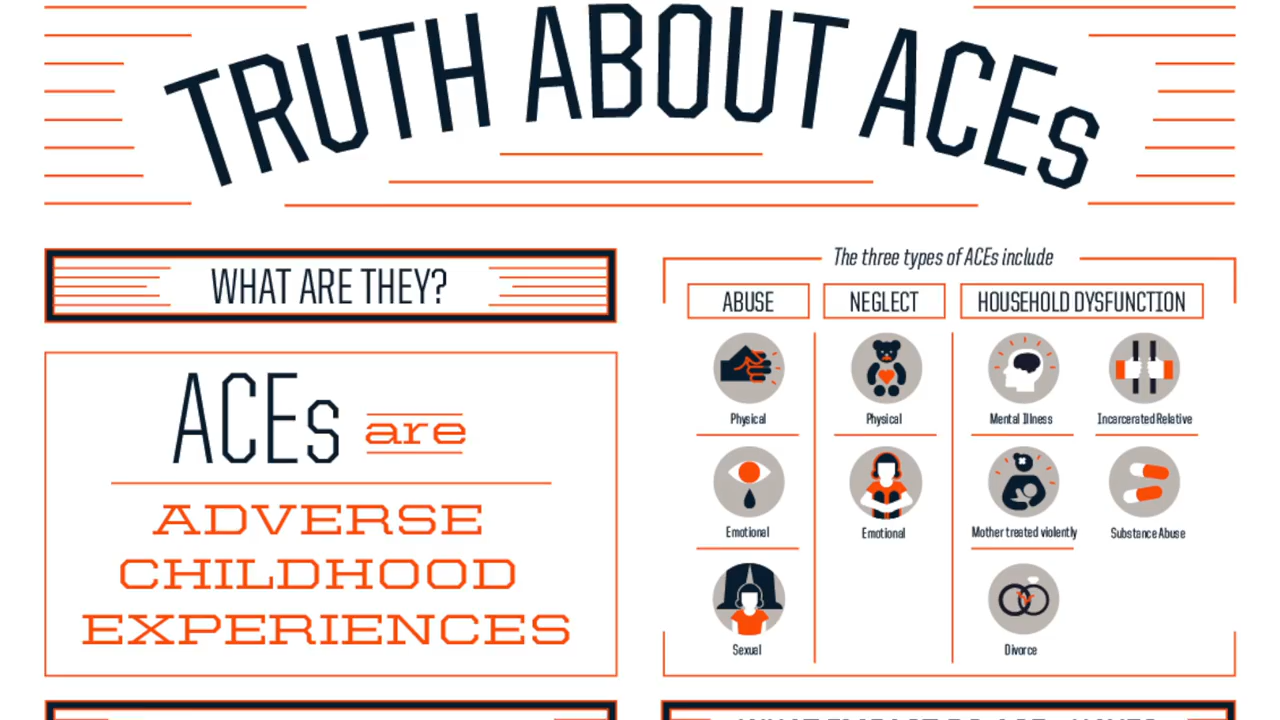 TRUTH ABOUT ACEs
WHAT ARE THEY?
ACEs are
ADVERSE
CHILDHOOD
EXPERIENCES
The three types of ACEs include
ABUSE NEGLECT HOUSEHOLD DYSFUNCTION
Physical Physical Mental Illness Incarcerated Relative
Emotional Emotional Mother treated violently Substance Abuse
Sexual Divorce